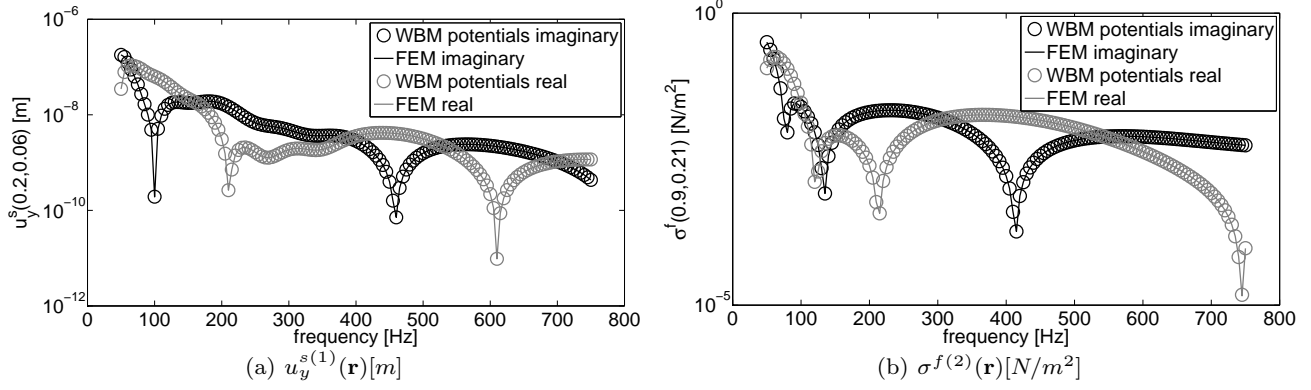 10^-6
10^-8
10^-10
10^-12
u_y^s(0.2,0.06) [m]
WBM potentials imaginary
FEM imaginary
WBM potentials real
FEM real
0 100 200 300 400 500 600 700 800
frequency [Hz]
(a) u_y^{s(1)}(r)[m]
10^0
10^-5
σ^f(0.9,0.21) [N/m^2]
WBM potentials imaginary
FEM imaginary
WBM potentials real
FEM real
0 100 200 300 400 500 600 700 800
frequency [Hz]
(b) σ^{f(2)}(r)[N/m^2]